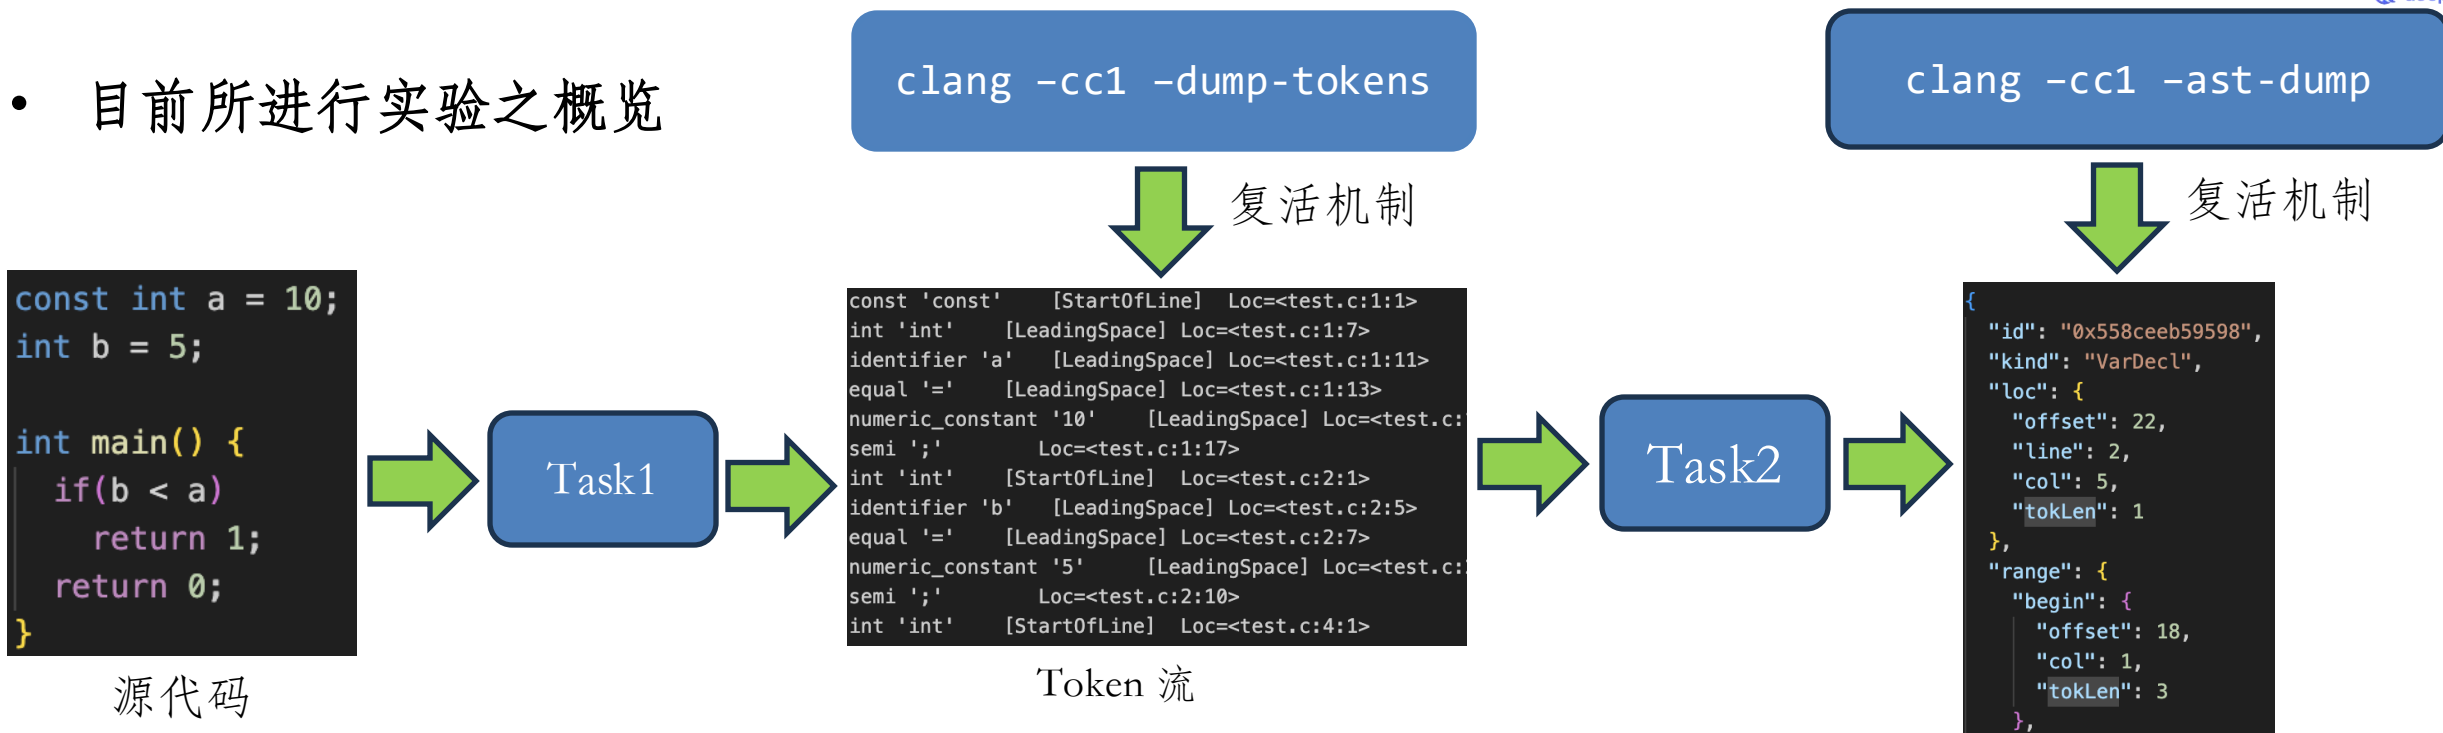 • 目前所进行实验之概览
clang –cc1 –dump-tokens
clang –cc1 –ast-dump
复活机制
复活机制
const int a = 10;
int b = 5;
int main() {
if(b < a)
return 1;
return 0;
}
源代码
Task1
const 'const' [StartOfLine] Loc=<test.c:1:1>
int 'int' [LeadingSpace] Loc=<test.c:1:7>
identifier 'a' [LeadingSpace] Loc=<test.c:1:11>
equal '=' [LeadingSpace] Loc=<test.c:1:13>
numeric_constant '10' [LeadingSpace] Loc=<test.c:
semi ';' Loc=<test.c:1:17>
int 'int' [StartOfLine] Loc=<test.c:2:1>
identifier 'b' [LeadingSpace] Loc=<test.c:2:5>
equal '=' [LeadingSpace] Loc=<test.c:2:7>
numeric_constant '5' [LeadingSpace] Loc=<test.c:
semi ';' Loc=<test.c:2:10>
int 'int' [StartOfLine] Loc=<test.c:4:1>
Token 流
Task2
{
"id": "0x558ceeb59598",
"kind": "VarDecl",
"loc": {
"offset": 22,
"line": 2,
"col": 5,
"tokLen": 1
},
"range": {
"begin": {
"offset": 18,
"col": 1,
"tokLen": 3
},